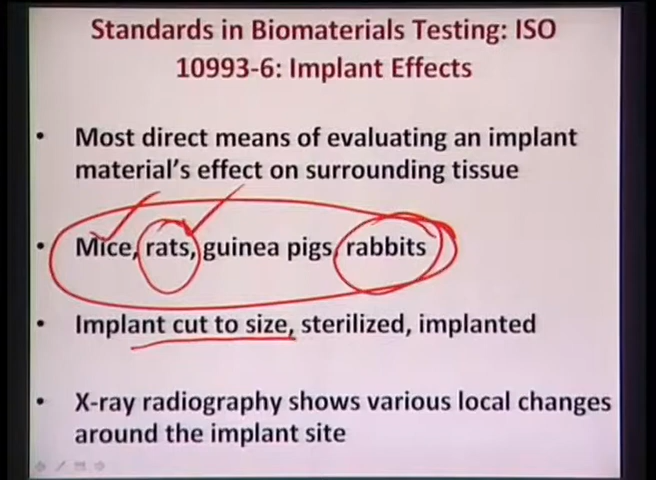 Standards in Biomaterials Testing: ISO
10993-6: Implant Effects
• Most direct means of evaluating an implant
material's effect on surrounding tissue
• Mice, rats, guinea pigs, rabbits
• Implant cut to size, sterilized, implanted
• X-ray radiography shows various local changes
around the implant site